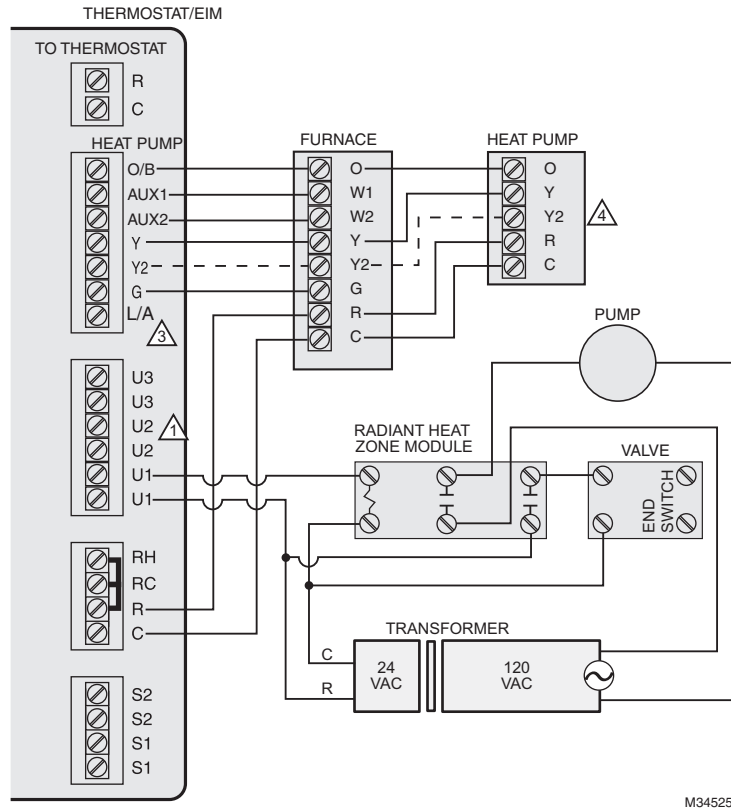 THERMOSTAT/EIM
TO THERMOSTAT
R
C
HEAT PUMP
O/B
AUX1
AUX2
Y
Y2
G
L/A
3
U3
U3
U2
1
U2
U1
U1
RH
RC
R
C
S2
S2
S1
S1
FURNACE
O
W1
W2
Y
Y2
G
R
C
HEAT PUMP
O
Y
Y2
4
R
C
PUMP
RADIANT HEAT
ZONE MODULE
VALVE
END
SWITCH
TRANSFORMER
C
R
24
VAC
120
VAC
M34525